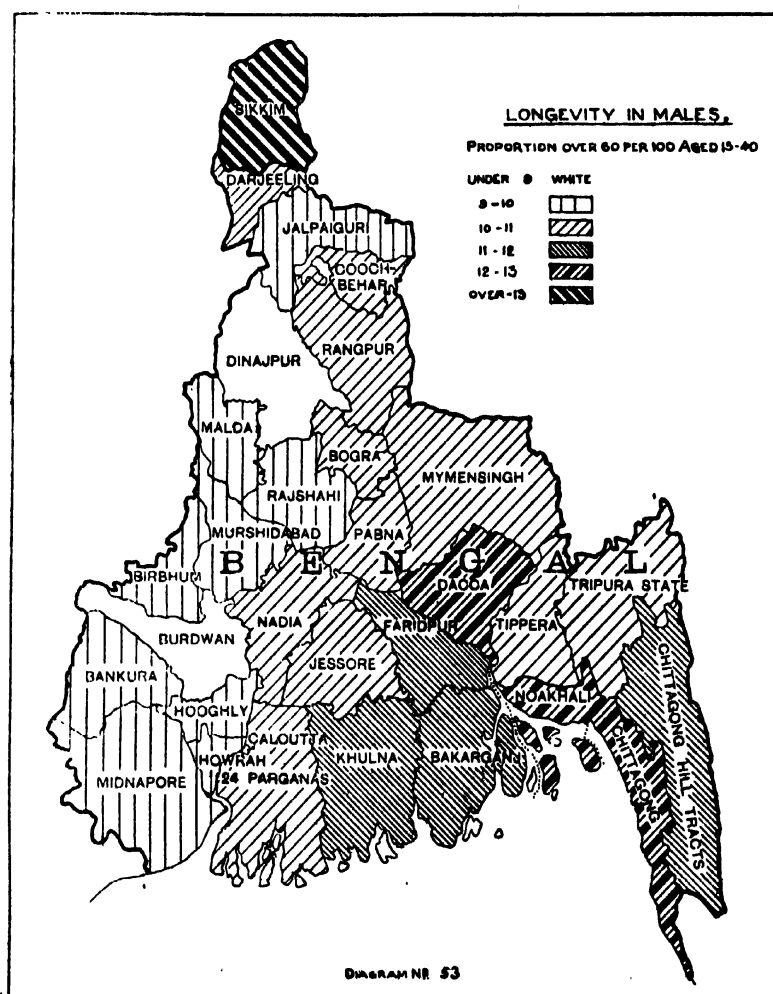 LONGEVITY IN MALES.
PROPORTION OVER 60 PER 100 AGED 15-40
UNDER 9 WHITE
9-10
10-11
11-12
12-13
OVER-13
SIKKIM
DARJEELING
JALPAIGURI
COOCH
BEHAR
RANGPUR
DINAJPUR
MALDA
BOGRA
MYMENSINGH
RAJSHAHI
PABNA
MURSHIDABAD
BENGAL
BIRBHUM
DACCA
TRIPURA STATE
BURDWAN
NADIA
FARIDPUR
TIPPERA
JESSORE
BANKURA
NOAKHALI
CHITTAGONG HILL TRACTS
HOOGHLY
CALCUTTA
CHITTAGONG
HOWRAH
24 PARGANAS
KHULNA
BAKARGANJ
MIDNAPORE
DIAGRAM NO. 53